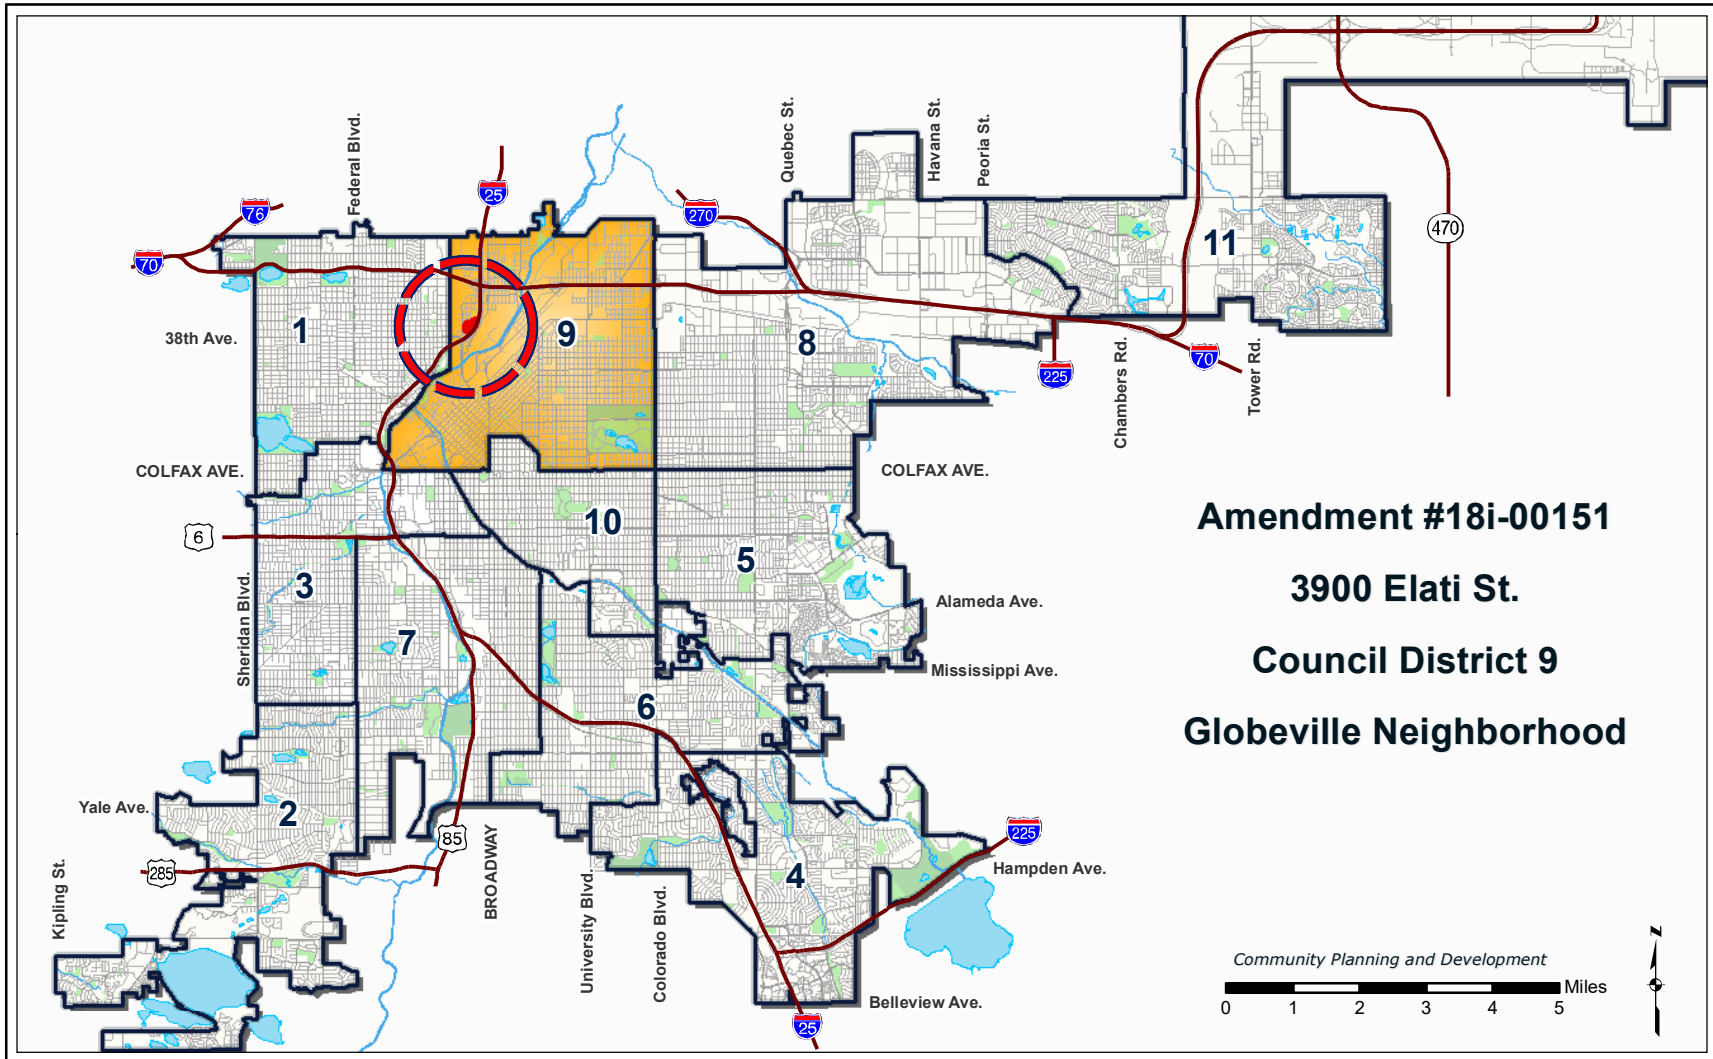 Federal Blvd.
Quebec St.
Havana St.
Peoria St.
76
25
270
70
470
11
1
9
8
38th Ave.
225
Chambers Rd.
70
Tower Rd.
COLFAX AVE.
COLFAX AVE.
6
10
5
3
Sheridan Blvd.
7
Alameda Ave.
Mississippi Ave.
6
Amendment #18i-00151
3900 Elati St.
Council District 9
Globeville Neighborhood
Yale Ave.
2
85
BROADWAY
225
285
Hampden Ave.
4
Kipling St.
University Blvd.
Colorado Blvd.
Belleview Ave.
25
Community Planning and Development
Miles
0 1 2 3 4 5
Z